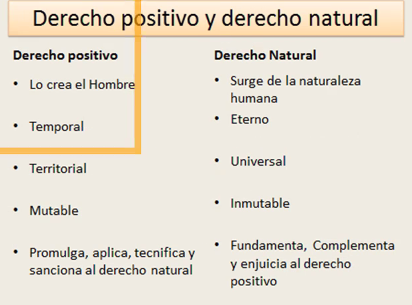 Derecho positivo y derecho natural
Derecho positivo
• Lo crea el Hombre
• Temporal
• Territorial
• Mutable
• Promulga, aplica, tecnifica y
sanciona al derecho natural
Derecho Natural
• Surge de la naturaleza
humana
• Eterno
• Universal
• Inmutable
• Fundamenta, Complementa
y enjuicia al derecho
positivo